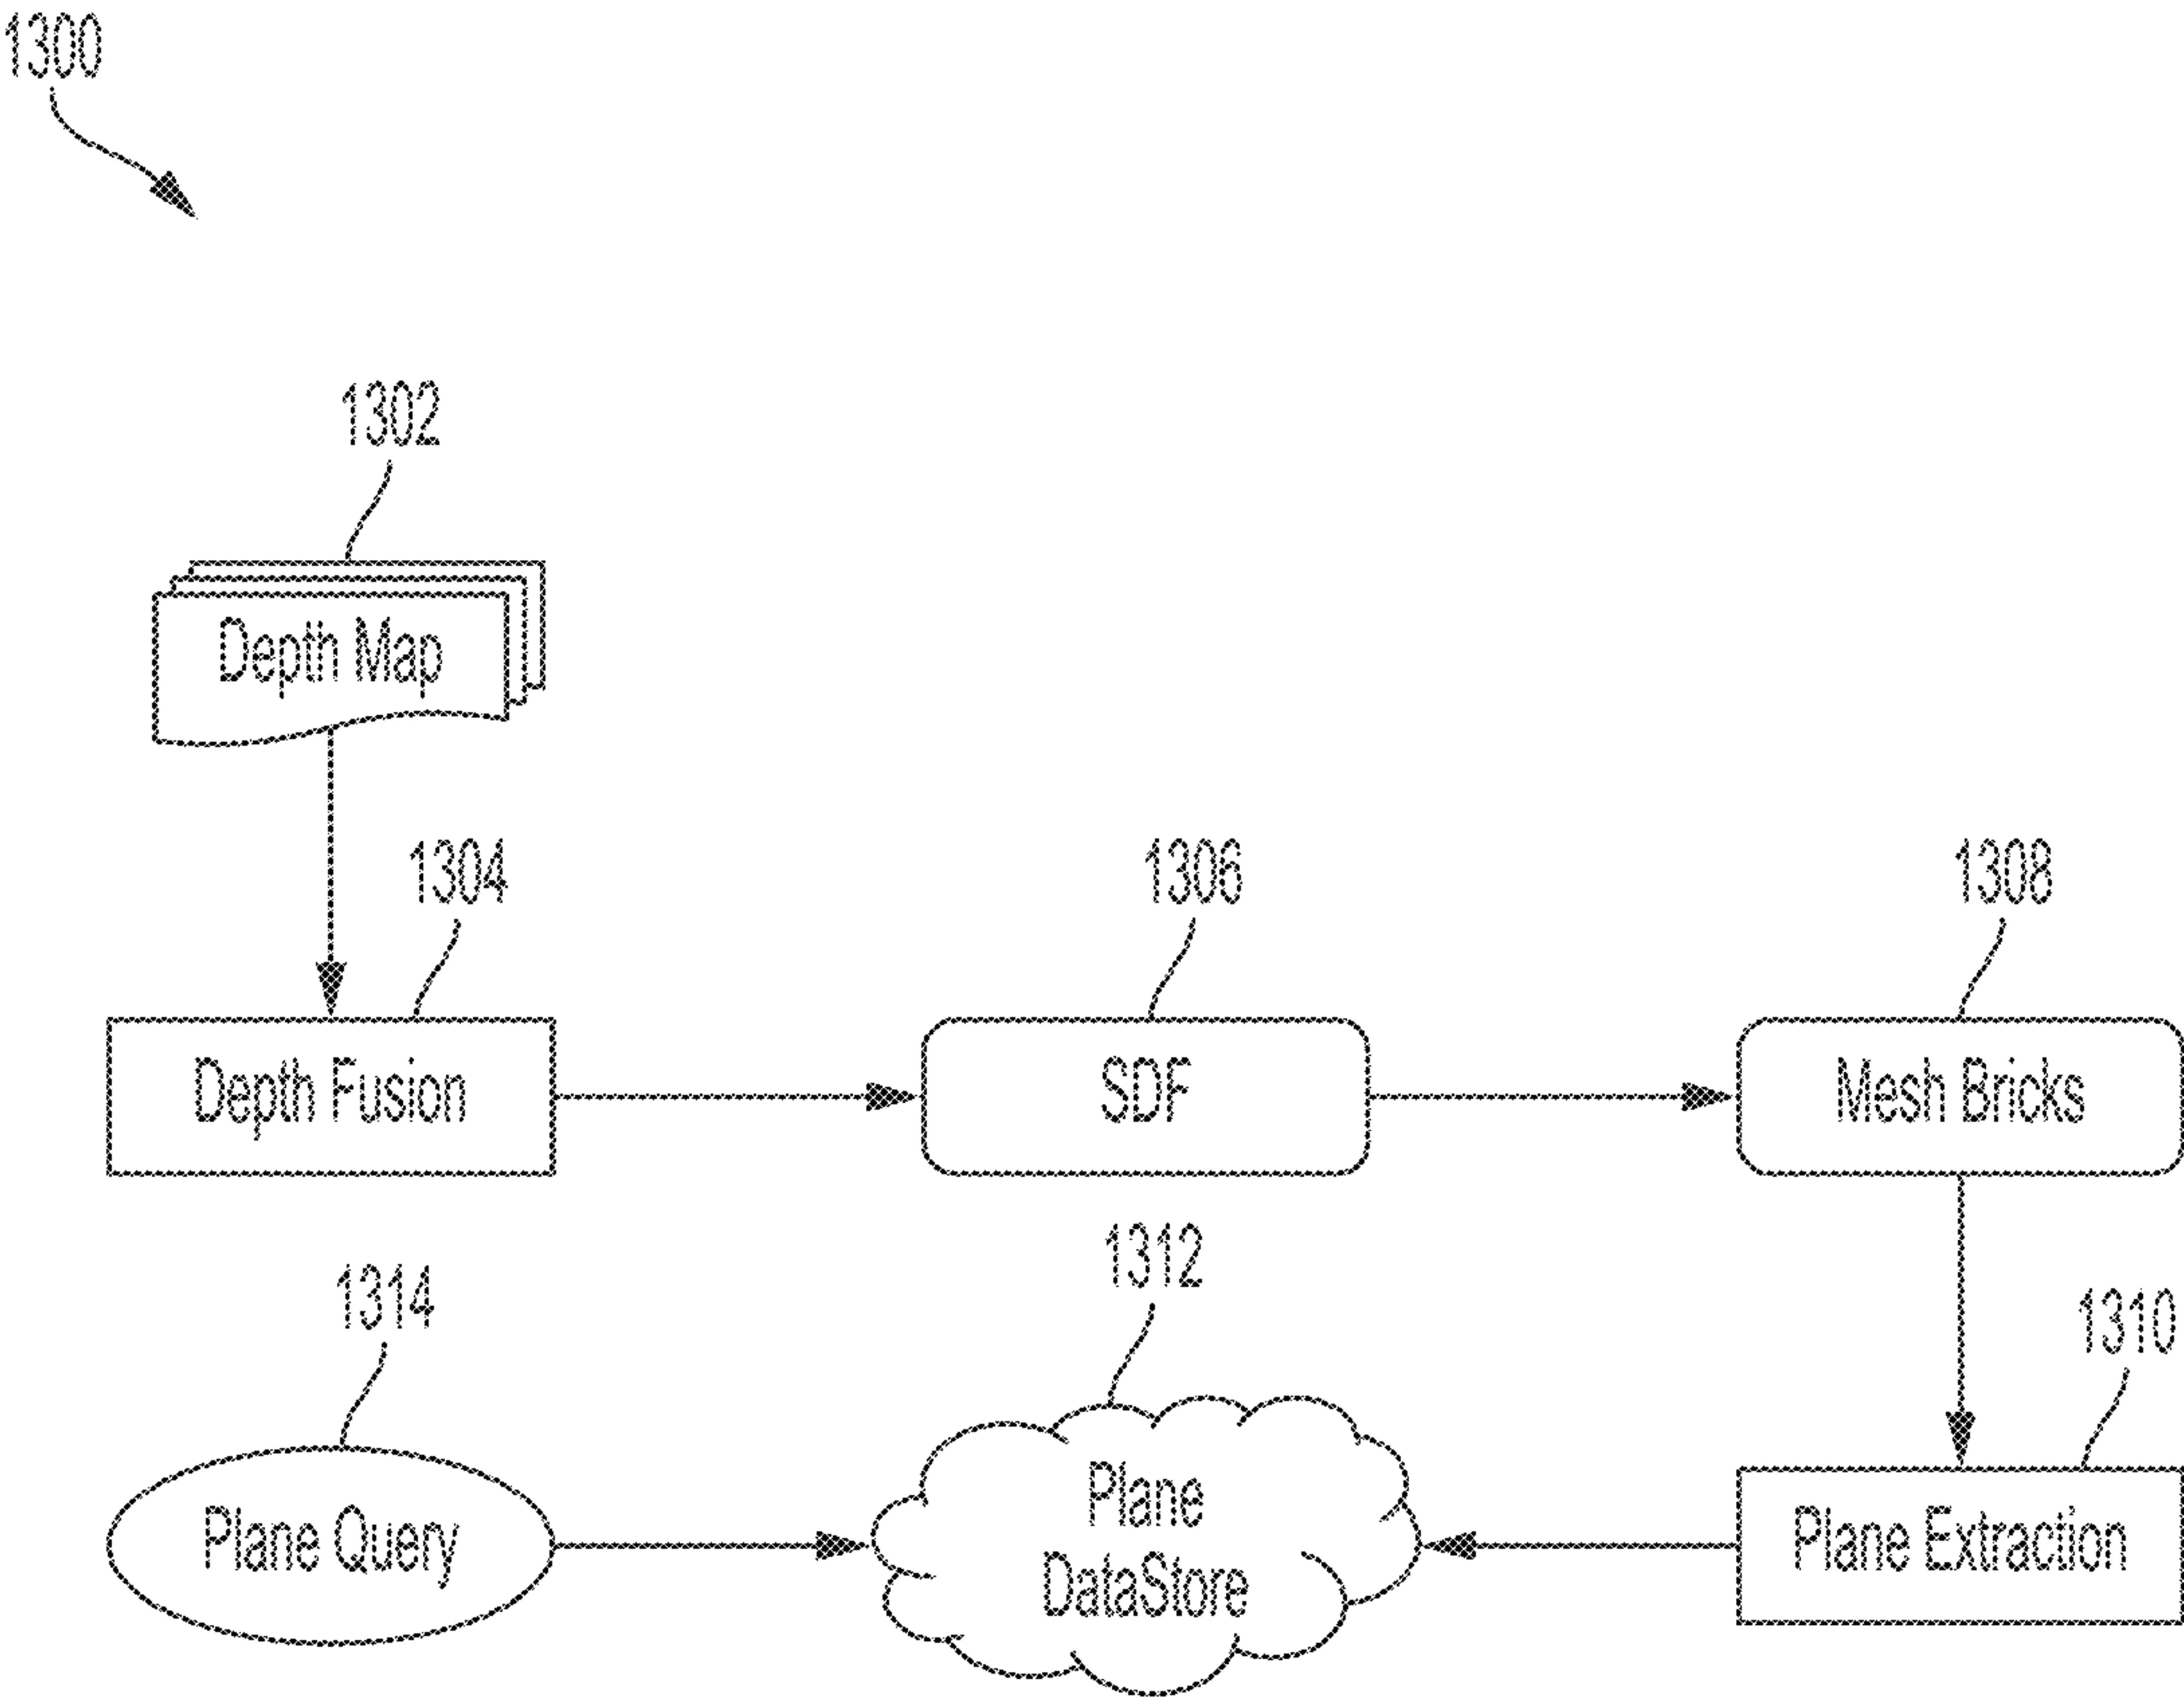 1300
1302
Depth Map
1304
1306
1308
Depth Fusion
SDF
Mesh Bricks
1312
1314
1310
Plane
DataStore
Plane Query
Plane Extraction